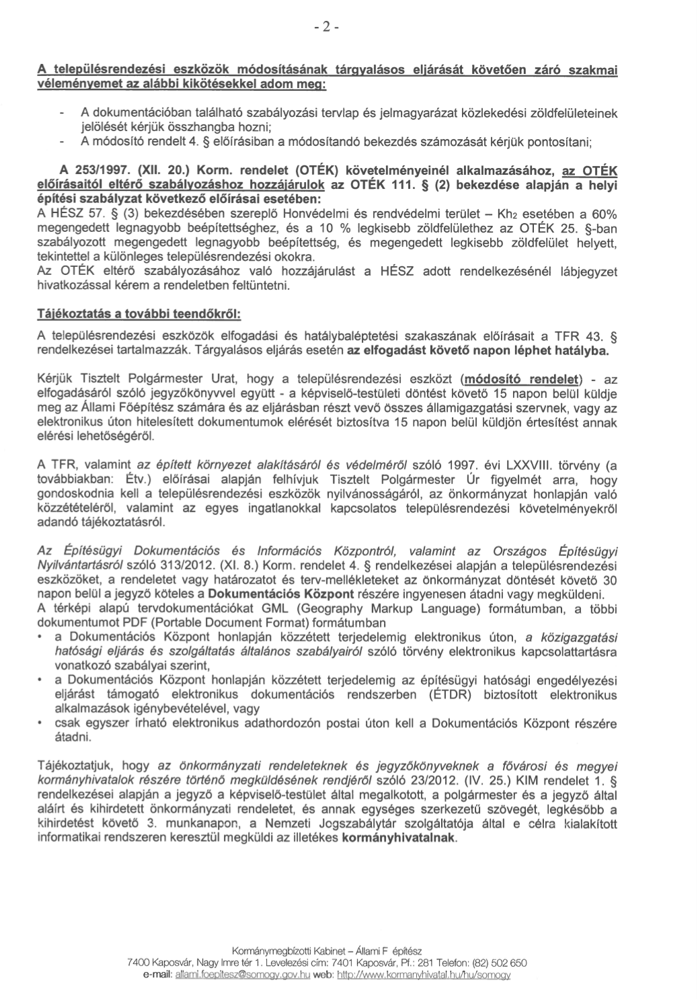 - 2 -
A településrendezési eszközök módosításának tárgyalásos eljárását követően záró szakmai
véleményemet az alábbi kikötésekkel adom meg:
- A dokumentációban található szabályozási tervlap és jelmagyarázat közlekedési zöldfelületeinek
jelölését kérjük összhangba hozni;
- A módosító rendelt 4. § előírásiban a módosítandó bekezdés számozását kérjük pontosítani;
A 253/1997. (XII. 20.) Korm. rendelet (OTÉK) követelményeinél alkalmazásához, az OTÉK
előírásaitól eltérő szabályozáshoz hozzájárulok az OTÉK 111. § (2) bekezdése alapján a helyi
építési szabályzat következő előírásai esetében:
A HÉSZ 57. § (3) bekezdésében szereplő Honvédelmi és rendvédelmi terület – Kh2 esetében a 60%
megengedett legnagyobb beépítettséghez, és a 10 % legkisebb zöldfelülethez az OTÉK 25. §-ban
szabályozott megengedett legnagyobb beépítettség, és megengedett legkisebb zöldfelület helyett,
tekintettel a különleges településrendezési okokra.
Az OTÉK eltérő szabályozásához való hozzájárulást a HÉSZ adott rendelkezésénél lábjegyzet
hivatkozással kérem a rendeletben feltüntetni.
Tájékoztatás a további teendőkről:
A településrendezési eszközök elfogadási és hatálybaléptetési szakaszának előírásait a TFR 43. §
rendelkezései tartalmazzák. Tárgyalásos eljárás esetén az elfogadást követő napon léphet hatályba.
Kérjük Tisztelt Polgármester Urat, hogy a településrendezési eszközt (módosító rendelet) - az
elfogadásáról szóló jegyzőkönyvvel együtt - a képviselő-testületi döntést követő 15 napon belül küldje
meg az Állami Főépítész számára és az eljárásban részt vevő összes államigazgatási szervnek, vagy az
elektronikus úton hitelesített dokumentumok elérését biztosítva 15 napon belül küldjön értesítést annak
elérési lehetőségéről.
A TFR, valamint az épített környezet alakításáról és védelméről szóló 1997. évi LXXVIII. törvény (a
továbbiakban: Étv.) előírásai alapján felhívjuk Tisztelt Polgármester Úr figyelmét arra, hogy
gondoskodnia kell a településrendezési eszközök nyilvánosságáról, az önkormányzat honlapján való
közzétételéről, valamint az egyes ingatlanokkal kapcsolatos településrendezési követelményekről
adandó tájékoztatásról.
Az Építésügyi Dokumentációs és Információs Központról, valamint az Országos Építésügyi
Nyilvántartásról szóló 313/2012. (XI. 8.) Korm. rendelet 4. § rendelkezései alapján a településrendezési
eszközöket, a rendeletet vagy határozatot és terv-mellékleteket az önkormányzat döntését követő 30
napon belül a jegyző köteles a Dokumentációs Központ részére ingyenesen átadni vagy megküldeni.
A térképi alapú tervdokumentációkat GML (Geography Markup Language) formátumban, a többi
dokumentumot PDF (Portable Document Format) formátumban
• a Dokumentációs Központ honlapján közzétett terjedelemig elektronikus úton, a közigazgatási
hatósági eljárás és szolgáltatás általános szabályairól szóló törvény elektronikus kapcsolattartásra
vonatkozó szabályai szerint,
• a Dokumentációs Központ honlapján közzétett terjedelemig az építésügyi hatósági engedélyezési
eljárást támogató elektronikus dokumentációs rendszerben (ÉTDR) biztosított elektronikus
alkalmazások igénybevételével, vagy
• csak egyszer írható elektronikus adathordozón postai úton kell a Dokumentációs Központ részére
átadni.
Tájékoztatjuk, hogy az önkormányzati rendeleteknek és jegyzőkönyveknek a fővárosi és megyei
kormányhivatalok részére történő megküldésének rendjéről szóló 23/2012. (IV. 25.) KIM rendelet 1. §
rendelkezései alapján a jegyző a képviselő-testület által megalkotott, a polgármester és a jegyző által
aláírt és kihirdetett önkormányzati rendeletet, és annak egységes szerkezetű szövegét, legkésőbb a
kihirdetést követő 3. munkanapon, a Nemzeti Jogszabálytár szolgáltatója által e célra kialakított
informatikai rendszeren keresztül megküldi az illetékes kormányhivatalnak.
Kormánymegbízotti Kabinet – Állami F építész
7400 Kaposvár, Nagy Imre tér 1. Levelezési cím: 7401 Kaposvár, Pf.: 281 Telefon: (82) 502 650
e-mail: allami.foepitesz@somogy.gov.hu web: http://www.kormanyhivatal.hu/hu/somogy